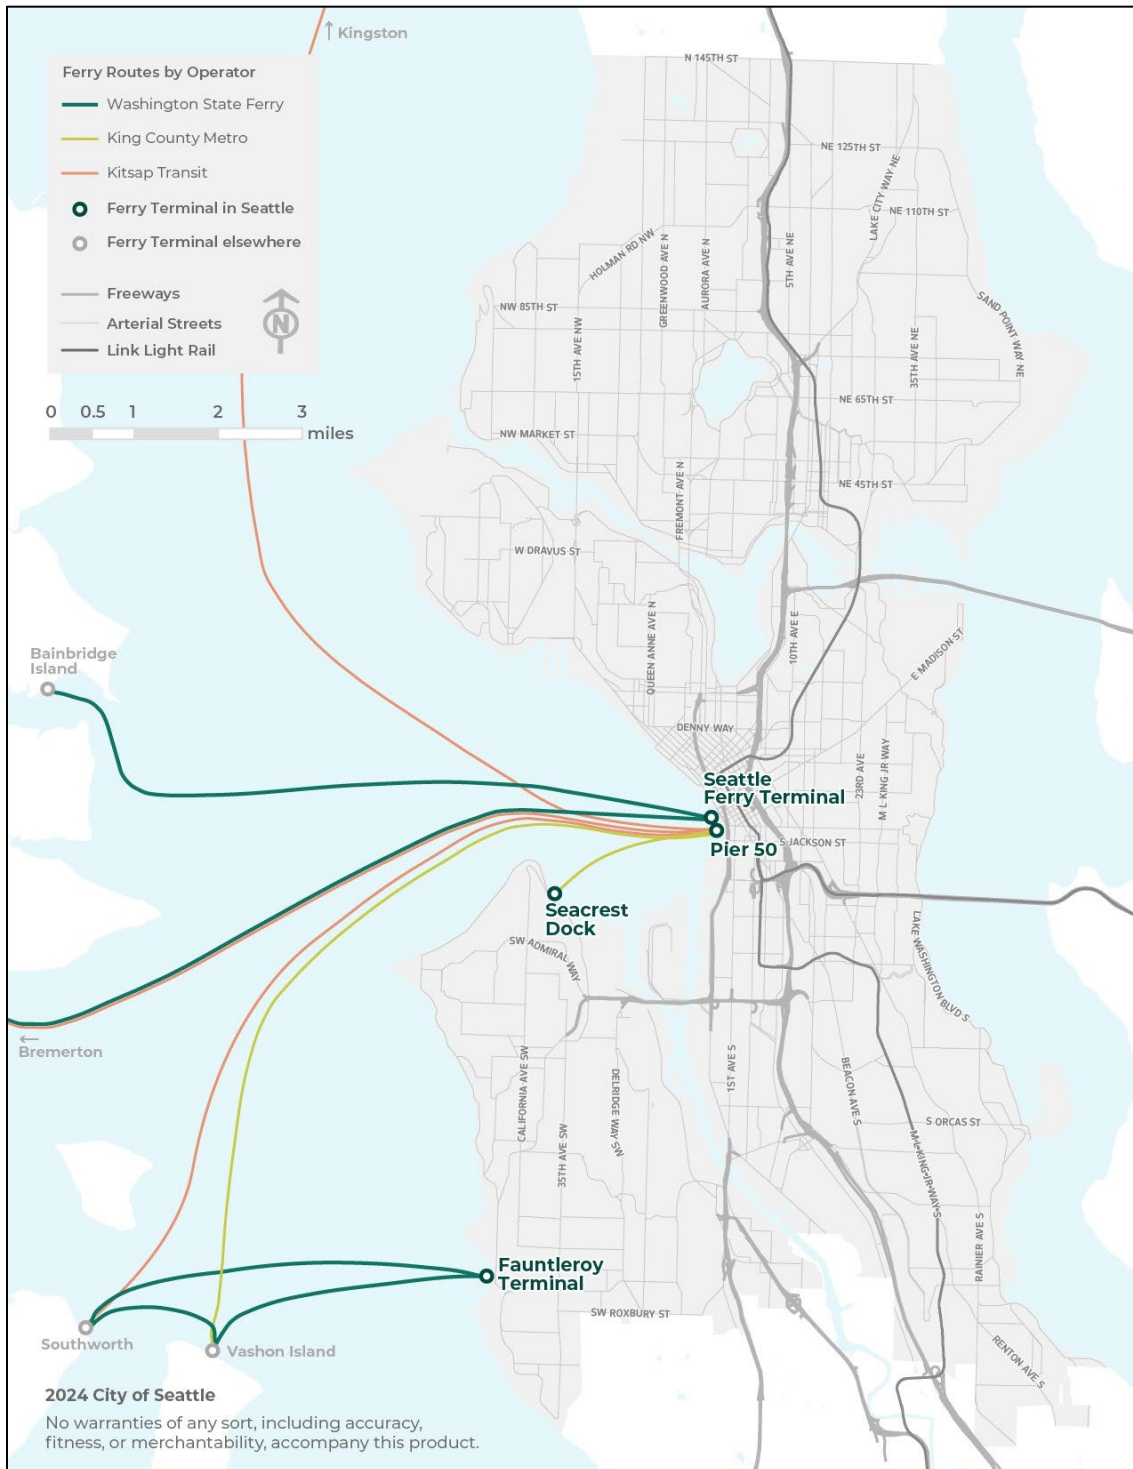 Kingston
Ferry Routes by Operator
Washington State Ferry
King County Metro
Kitsap Transit
Ferry Terminal in Seattle
Ferry Terminal elsewhere
Freeways
Arterial Streets
Link Light Rail
N
0 0.5 1 2 3
miles
N 145TH ST
NE 125TH ST
LAKE CITY WAY NE
NE 110TH ST
HOLMAN RD NW
GREENWOOD AVE N
AURORA AVE N
5TH AVE NE
NW 85TH ST
15TH AVE NW
SAND POINT WAY NE
35TH AVE NE
NE 65TH ST
NW MARKET ST
FREMONT AVE N
NE 45TH ST
W DRAVUS ST
QUEEN ANNE AVE N
10TH AVE E
E MADISON ST
Bainbridge
Island
DENNY WAY
23RD AVE
M L KING JR WAY
Seattle
Ferry Terminal
Pier 50
S JACKSON ST
Seacrest
Dock
SW ADMIRAL WAY
LAKE WASHINGTON BLVD S
Bremerton
CALIFORNIA AVE SW
35TH AVE SW
DELRIDGE WAY SW
1ST AVE S
BEACON AVE S
S ORCAS ST
M L KING JR WAY S
RAINIER AVE S
Fauntleroy
Terminal
SW ROXBURY ST
RENTON AVE S
Southworth
Vashon Island
2024 City of Seattle
No warranties of any sort, including accuracy,
fitness, or merchantability, accompany this product.